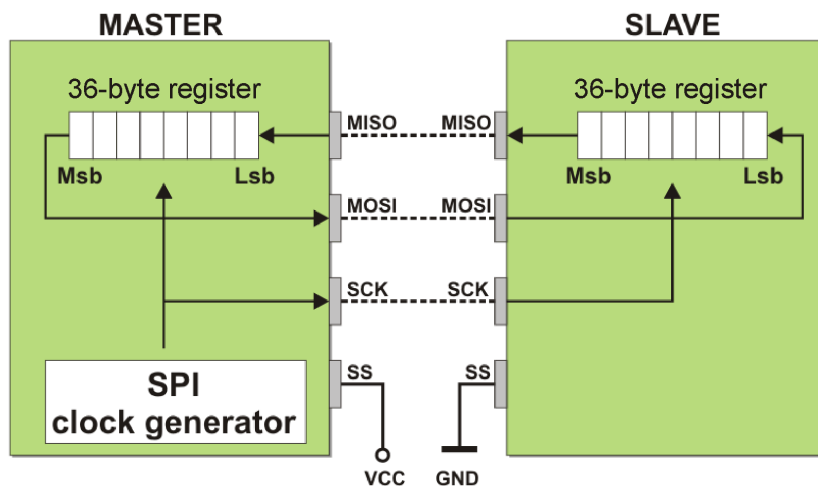 MASTER
SLAVE
36-byte register
36-byte register
MISO
MISO
Msb
Lsb
Msb
Lsb
MOSI
MOSI
SCK
SCK
SPI
clock generator
SS
SS
VCC
GND